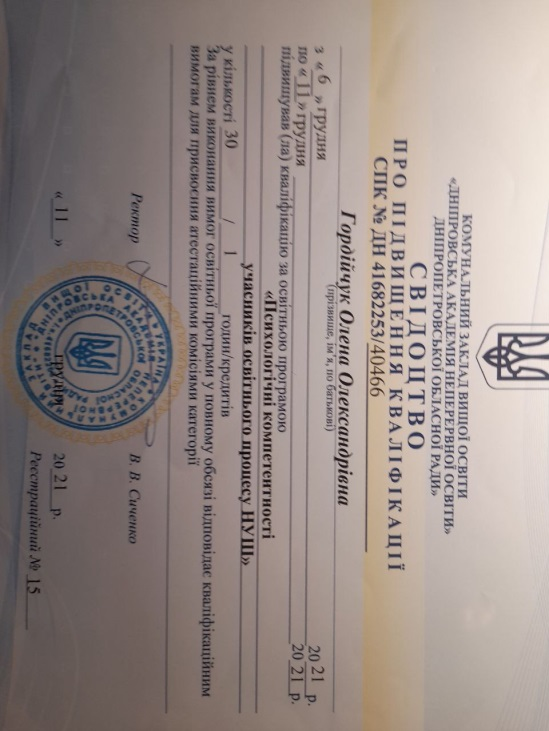 КОМУНАЛЬНИЙ ЗАКЛАД ВИЩОЇ ОСВІТИ
«ДНІПРОВСЬКА АКАДЕМІЯ НЕПЕРЕРВНОЇ ОСВІТИ»
ДНІПРОПЕТРОВСЬКОЇ ОБЛАСНОЇ РАДИ»
СВІДОЦТВО
ПРО ПІДВИЩЕННЯ КВАЛІФІКАЦІЇ
СПК № ДН 41682253/40466
Гордійчук Олена Олександрівна
(прізвище, ім'я, по батькові)
з « 6 » грудня 20 21 р.
по « 11 » грудня 20 21 р.
підвищував (ла) кваліфікацію за освітньою програмою
«Психологічні компетентності
учасників освітнього процесу НУШ»
у кількості 30 / 1 годин/кредитів
За рівнем виконання вимог освітньої програми у повному обсязі відповідає кваліфікаційним
вимогам для присвоєння атестаційними комісіями категорії
Ректор В. В. Сиченко
« 11 » грудня 20 21 р.
Реєстраційний № 15